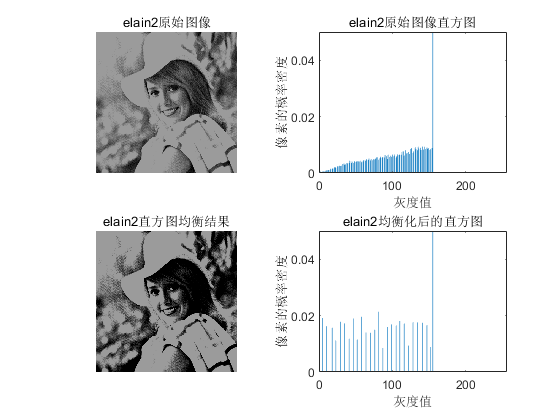 elain2原始图像
elain2原始图像直方图
像素的概率密度
0.04
0.02
0
0
100
200
灰度值
elain2直方图均衡结果
elain2均衡化后的直方图
像素的概率密度
0.04
0.02
0
0
100
200
灰度值